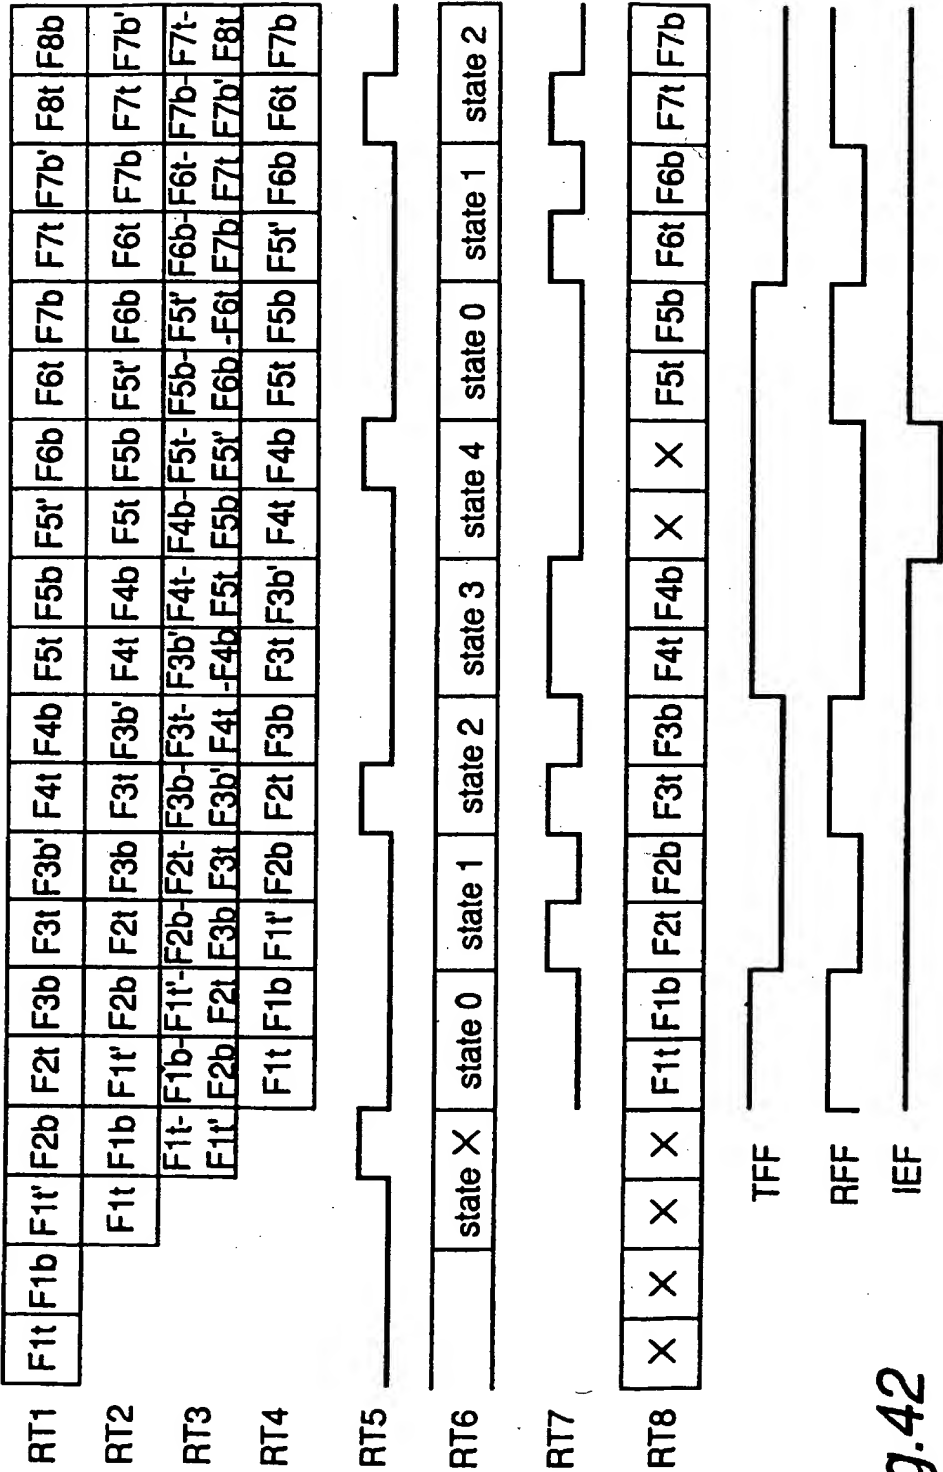 RT1 F1t F1b F1t' F2b F2t F3b F3t F3b' F4t F4b F5t F5b F5t' F6b F6t F7b F7t F7b' F8t F8b
RT2 F1t F1b F1t' F2b F2t F3b F3t F3b' F4t F4b F5t F5b F5t' F6b F6t F7b F7t F7b'
RT3 F1t- F1b- F1t'- F2b- F2t- F3b- F3t- F3b' F4t- F4b- F5t- F5b- F5t' F6b- F6t- F7b- F7t-
F1t' F2b F2t F3b F3t F3b' F4t -F4b F5t F5b F5t' F6b -F6t F7b F7t F7b' F8t
RT4 F1t F1b F1t' F2b F2t F3b F3t F3b' F4t F4b F5t F5b F5t' F6b F6t F7b
RT5
RT6 state X state 0 state 1 state 2 state 3 state 4 state 0 state 1 state 2
RT7
RT8 X X X X F1t F1b F2t F2b F3t F3b F4t F4b X X F5t F5b F6t F6b F7t F7b
TFF
RFF
IEF
g.42